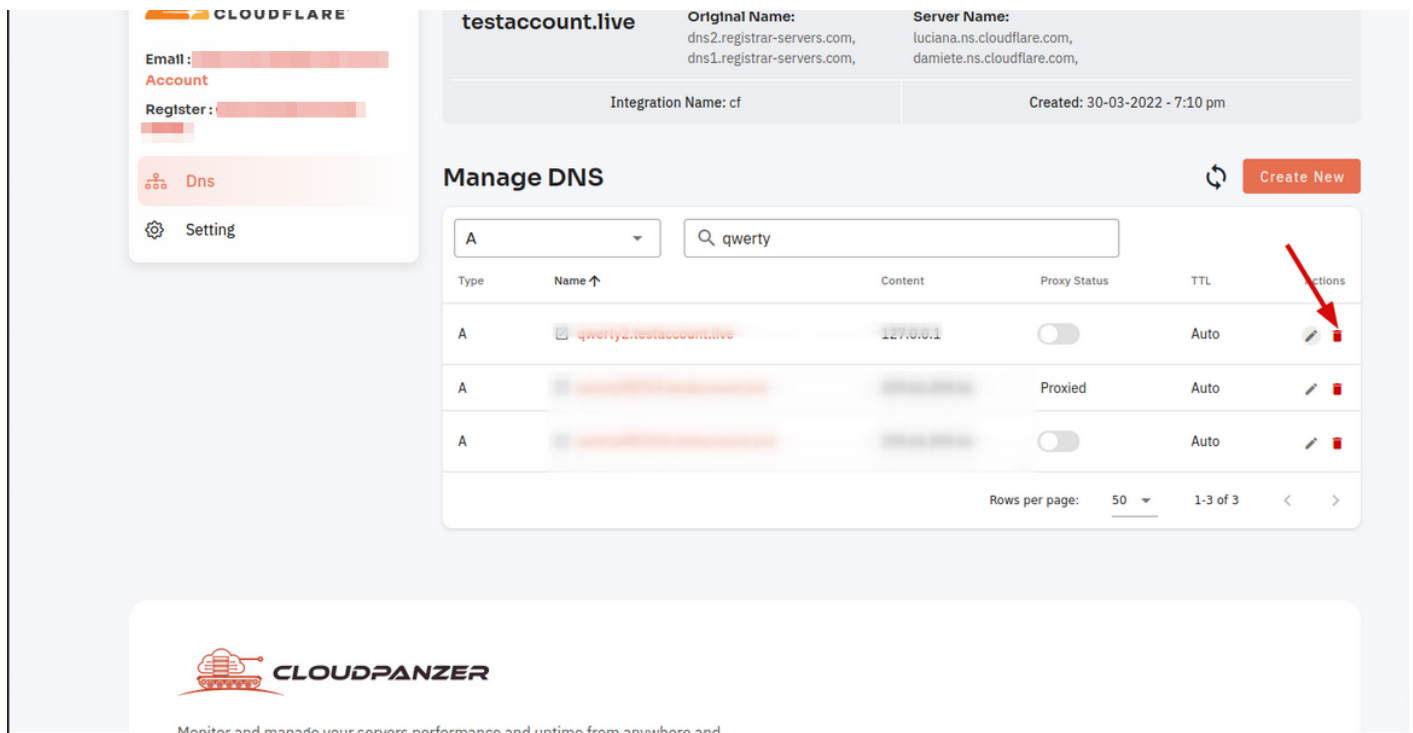 CLOUDFLARE
Email :
Account
Register :
Dns
Setting
testaccount.live
Original Name:
dns2.registrar-servers.com,
dns1.registrar-servers.com,
Server Name:
luciana.ns.cloudflare.com,
damiete.ns.cloudflare.com,
Integration Name: cf
Created: 30-03-2022 - 7:10 pm
Manage DNS
Create New
A
qwerty
Type Name Content Proxy Status TTL Actions
A qwerty2.testaccount.live 127.0.0.1 Auto
A Proxied Auto
A Auto
Rows per page: 50 1-3 of 3
CLOUDPANZER
Monitor and manage your servers performance and uptime from anywhere and